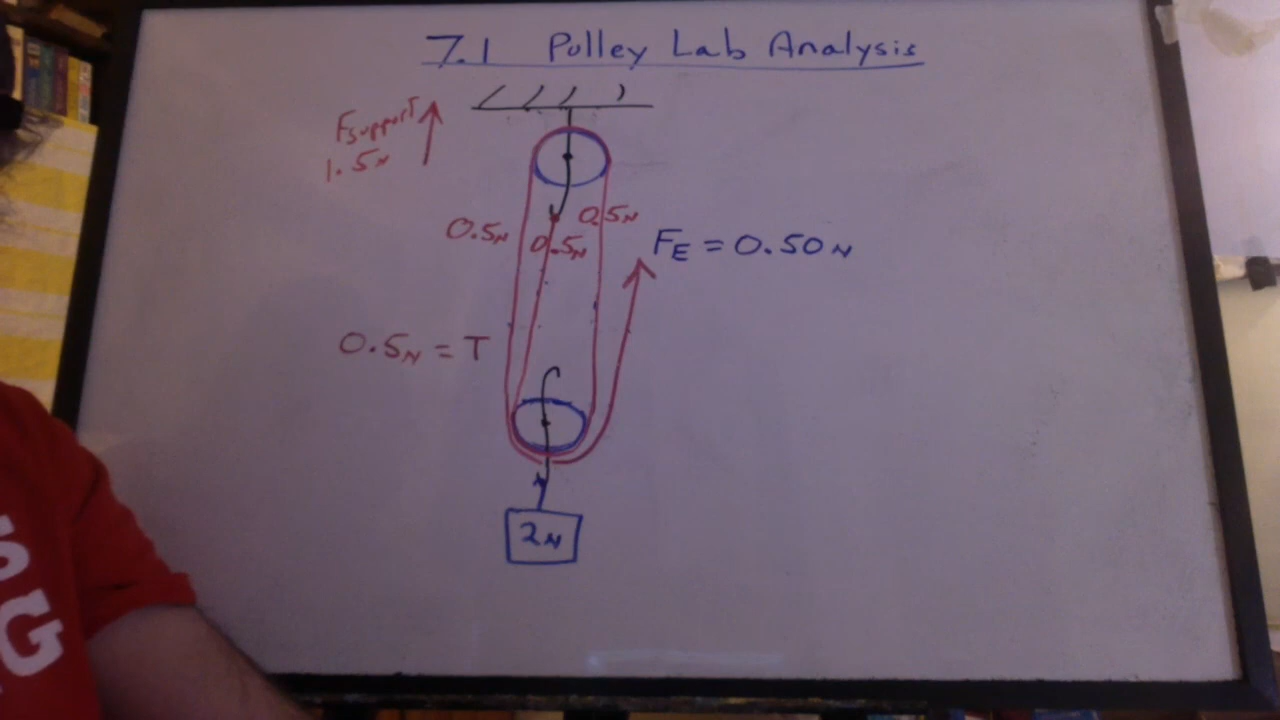 7.1 Pulley Lab Analysis
Fsupport
1.5N
0.5N
0.5N
0.5N
FE = 0.50N
0.5N = T
2N
G